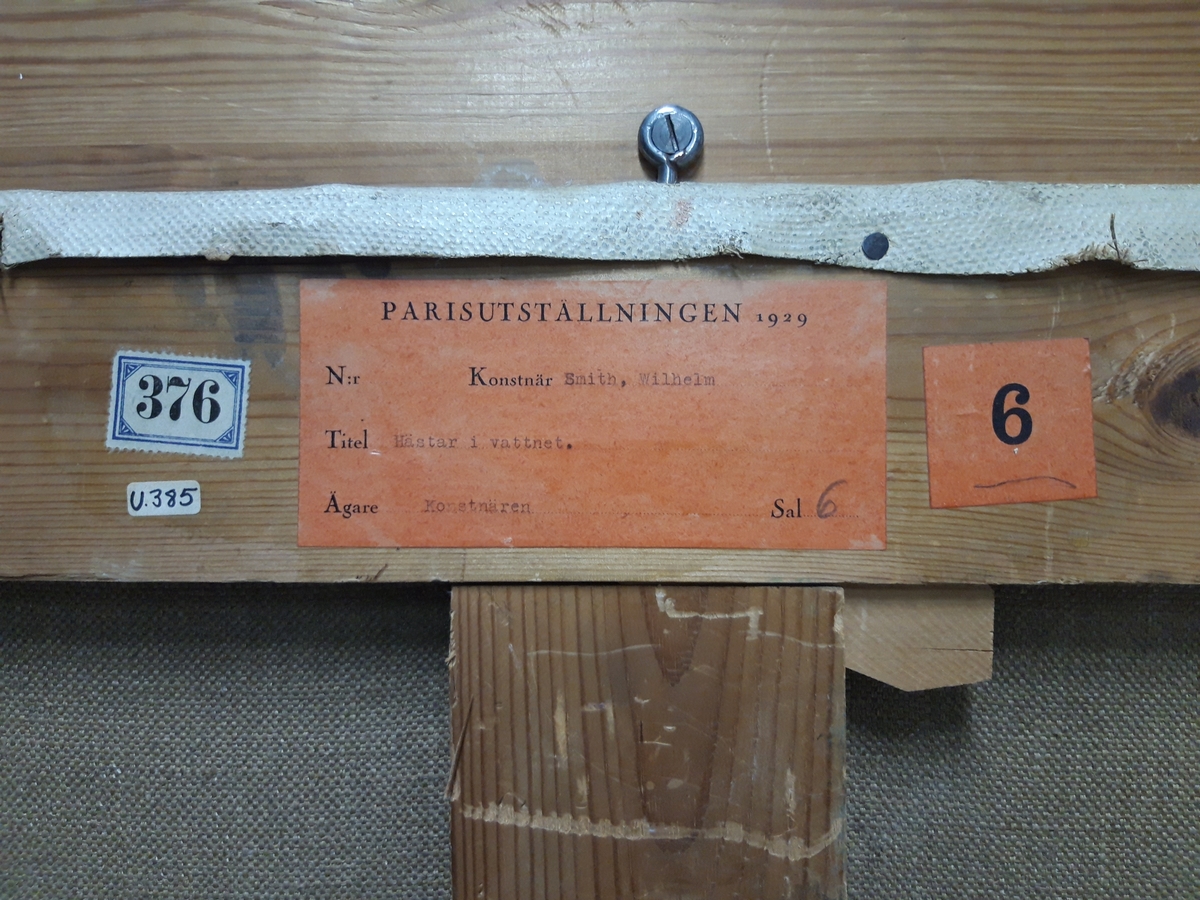 PARISUTSTÄLLNINGEN 1929
N:r Konstnär Smith, Wilhelm
Titel Hästar i vattnet.
Ägare Konstnären Sal 6
376
U.385
6